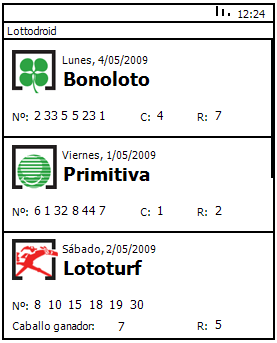 12:24
Lottodroid
Lunes, 4/05/2009
Bonoloto
Nº: 2 33 5 5 23 1 C: 4 R: 7
Viernes, 1/05/2009
Primitiva
Nº: 6 1 32 8 44 7 C: 1 R: 2
Sábado, 2/05/2009
Lototurf
Nº: 8 10 15 18 19 30
Caballo ganador: 7 R: 5